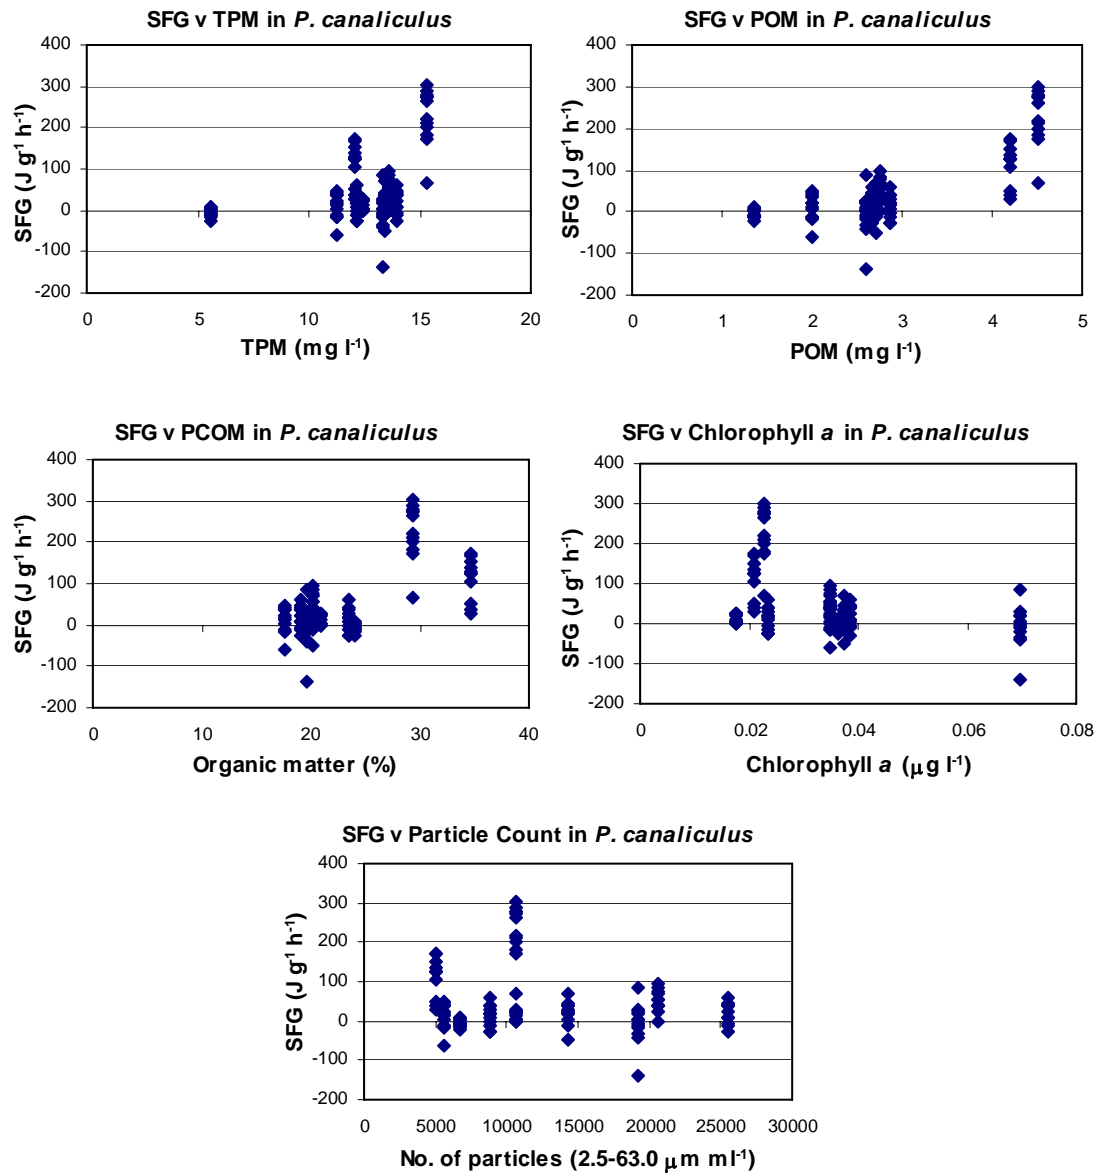 SFG v TPM in P. canaliculus
400
300
200
100
0
-100
-200
SFG (J g⁻¹ h⁻¹)
0 5 10 15 20
TPM (mg l⁻¹)
SFG v POM in P. canaliculus
400
300
200
100
0
-100
-200
SFG (J g⁻¹ h⁻¹)
0 1 2 3 4 5
POM (mg l⁻¹)
SFG v PCOM in P. canaliculus
400
300
200
100
0
-100
-200
SFG (J g⁻¹ h⁻¹)
0 10 20 30 40
Organic matter (%)
SFG v Chlorophyll a in P. canaliculus
400
300
200
100
0
-100
-200
SFG (J g⁻¹ h⁻¹)
0 0.02 0.04 0.06 0.08
Chlorophyll a (μg l⁻¹)
SFG v Particle Count in P. canaliculus
400
300
200
100
0
-100
-200
SFG (J g⁻¹ h⁻¹)
0 5000 10000 15000 20000 25000 30000
No. of particles (2.5-63.0 μm ml⁻¹)